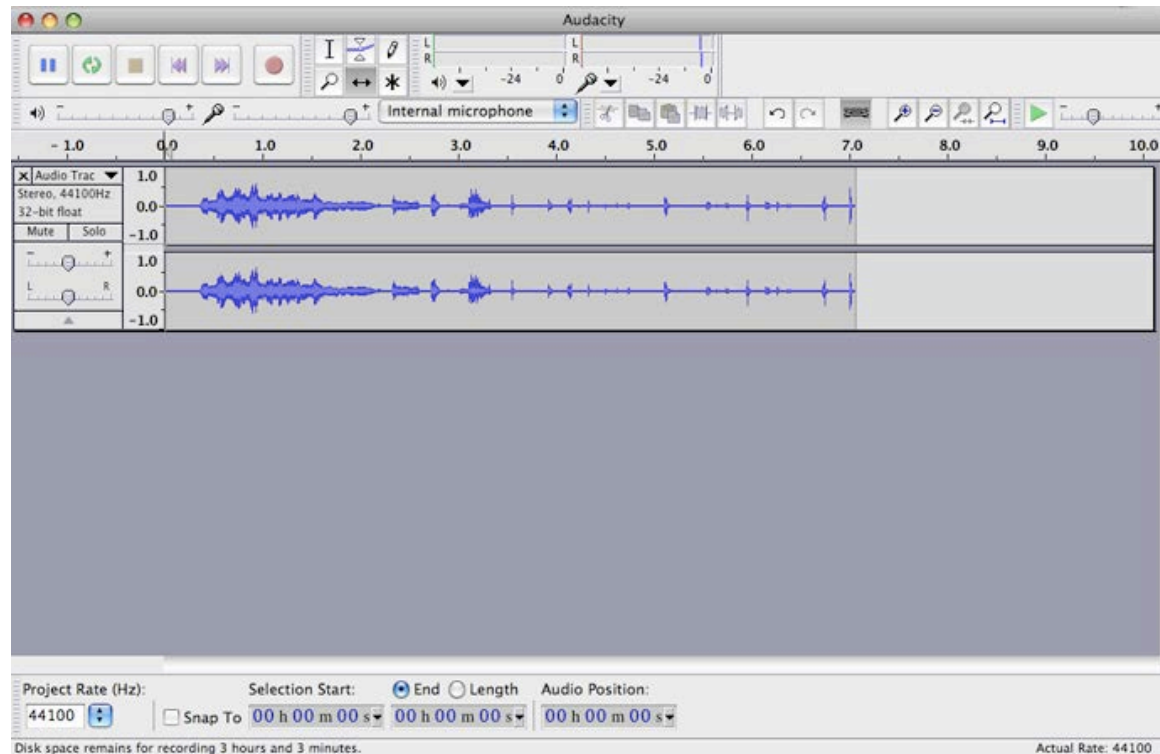 Audacity
L
R
-24 0
L
R
-24 0
Internal microphone
- 1.0 0.0 1.0 2.0 3.0 4.0 5.0 6.0 7.0 8.0 9.0 10.0
X Audio Trac
Stereo, 44100Hz
32-bit float
Mute Solo
- +
L R
1.0
0.0
-1.0
1.0
0.0
-1.0
Project Rate (Hz): Selection Start: End Length Audio Position:
44100 Snap To 00 h 00 m 00 s 00 h 00 m 00 s 00 h 00 m 00 s
Disk space remains for recording 3 hours and 3 minutes. Actual Rate: 44100